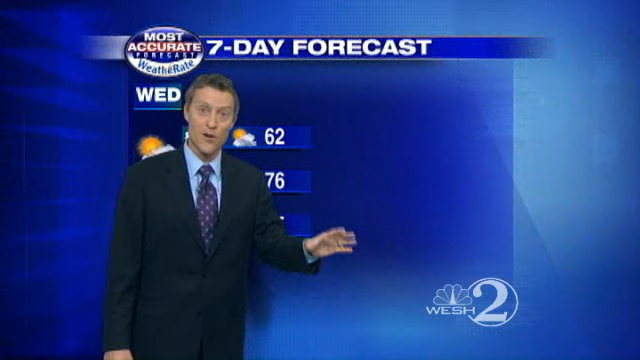 MOST
ACCURATE
FORECAST
WeatheRate
7-DAY FORECAST
WED
62
76
WESH 2